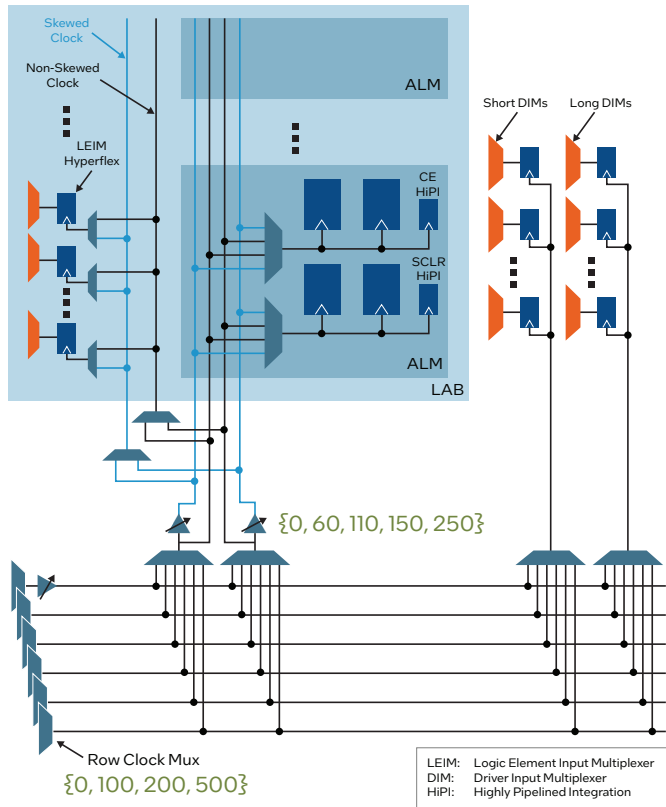 Skewed
Clock
Non-Skewed
Clock
LEIM
Hyperflex
ALM
CE
HiPI
SCLR
HiPI
ALM
LAB
Short DIMs
Long DIMs
{0, 60, 110, 150, 250}
Row Clock Mux
{0, 100, 200, 500}
LEIM: Logic Element Input Multiplexer
DIM: Driver Input Multiplexer
HiPI: Highly Pipelined Integration